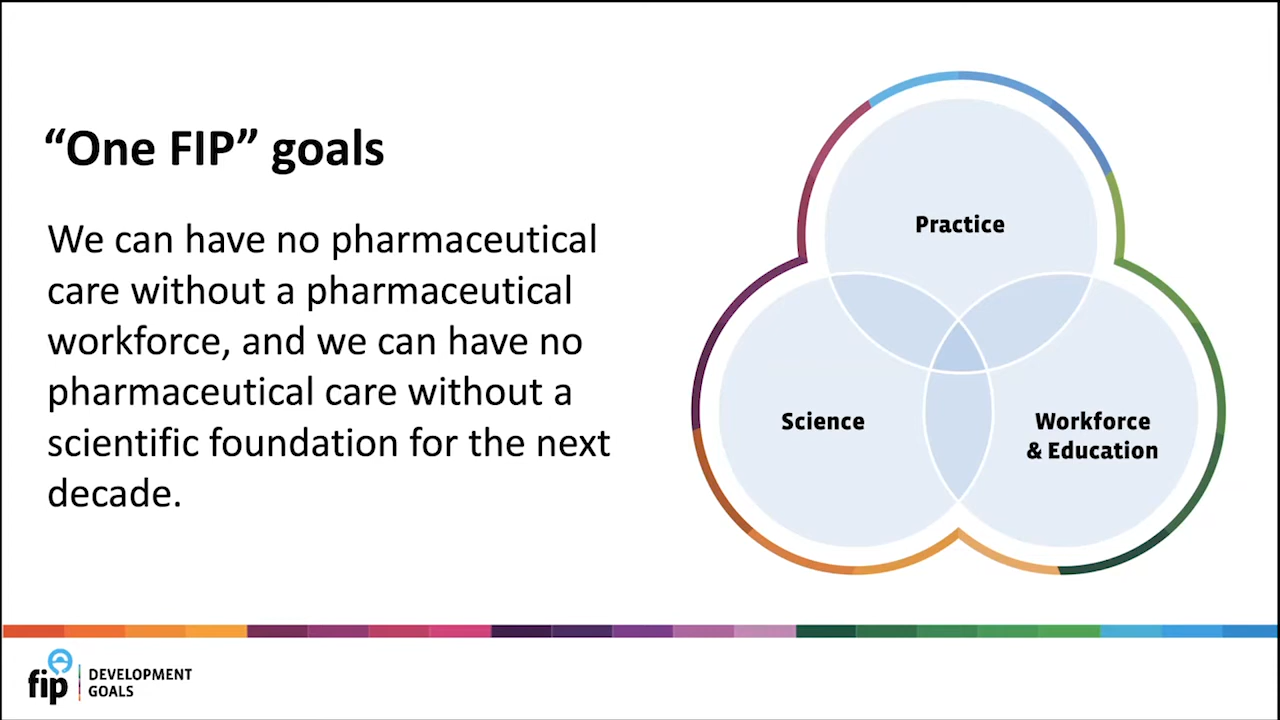 “One FIP” goals
We can have no pharmaceutical
care without a pharmaceutical
workforce, and we can have no
pharmaceutical care without a
scientific foundation for the next
decade.
Practice
Science
Workforce
& Education
fip
DEVELOPMENT
GOALS